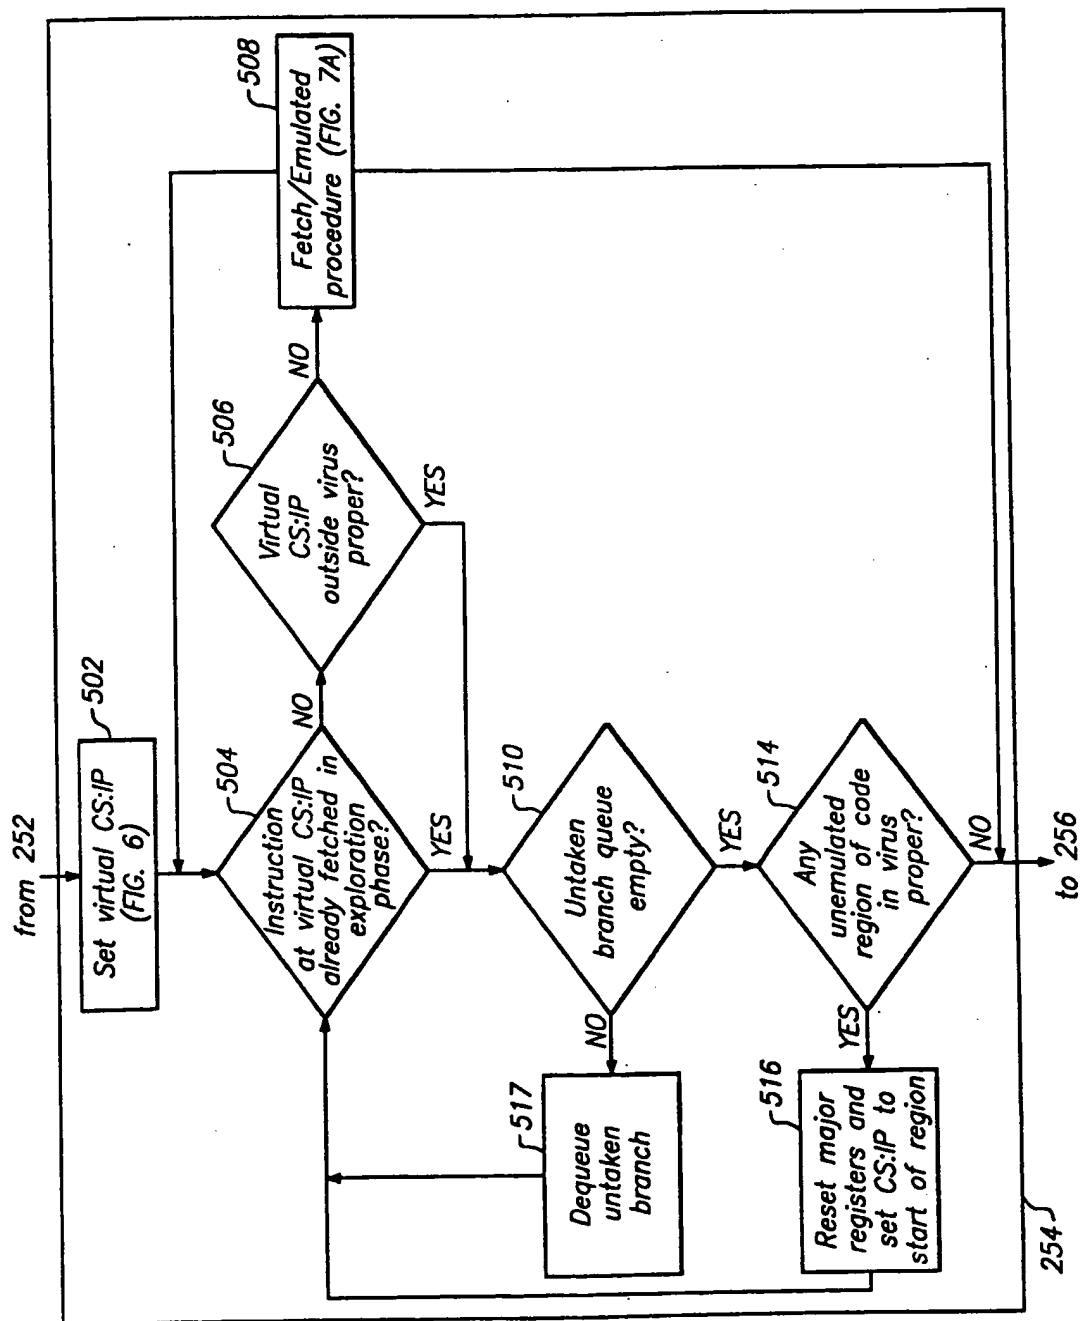 from 252
Set virtual CS:IP
(FIG. 6)
502
Instruction
at virtual CS:IP
already fetched in
exploration
phase?
504
NO
YES
Virtual
CS:IP
outside virus
proper?
506
NO
YES
Fetch/Emulated
procedure (FIG. 7A)
508
Untaken
branch queue
empty?
510
NO
YES
Dequeue
untaken
branch
517
Any
unemulated
region of code
in virus
proper?
514
YES
NO
Reset major
registers and
set CS:IP to
start of region
516
to 256
254